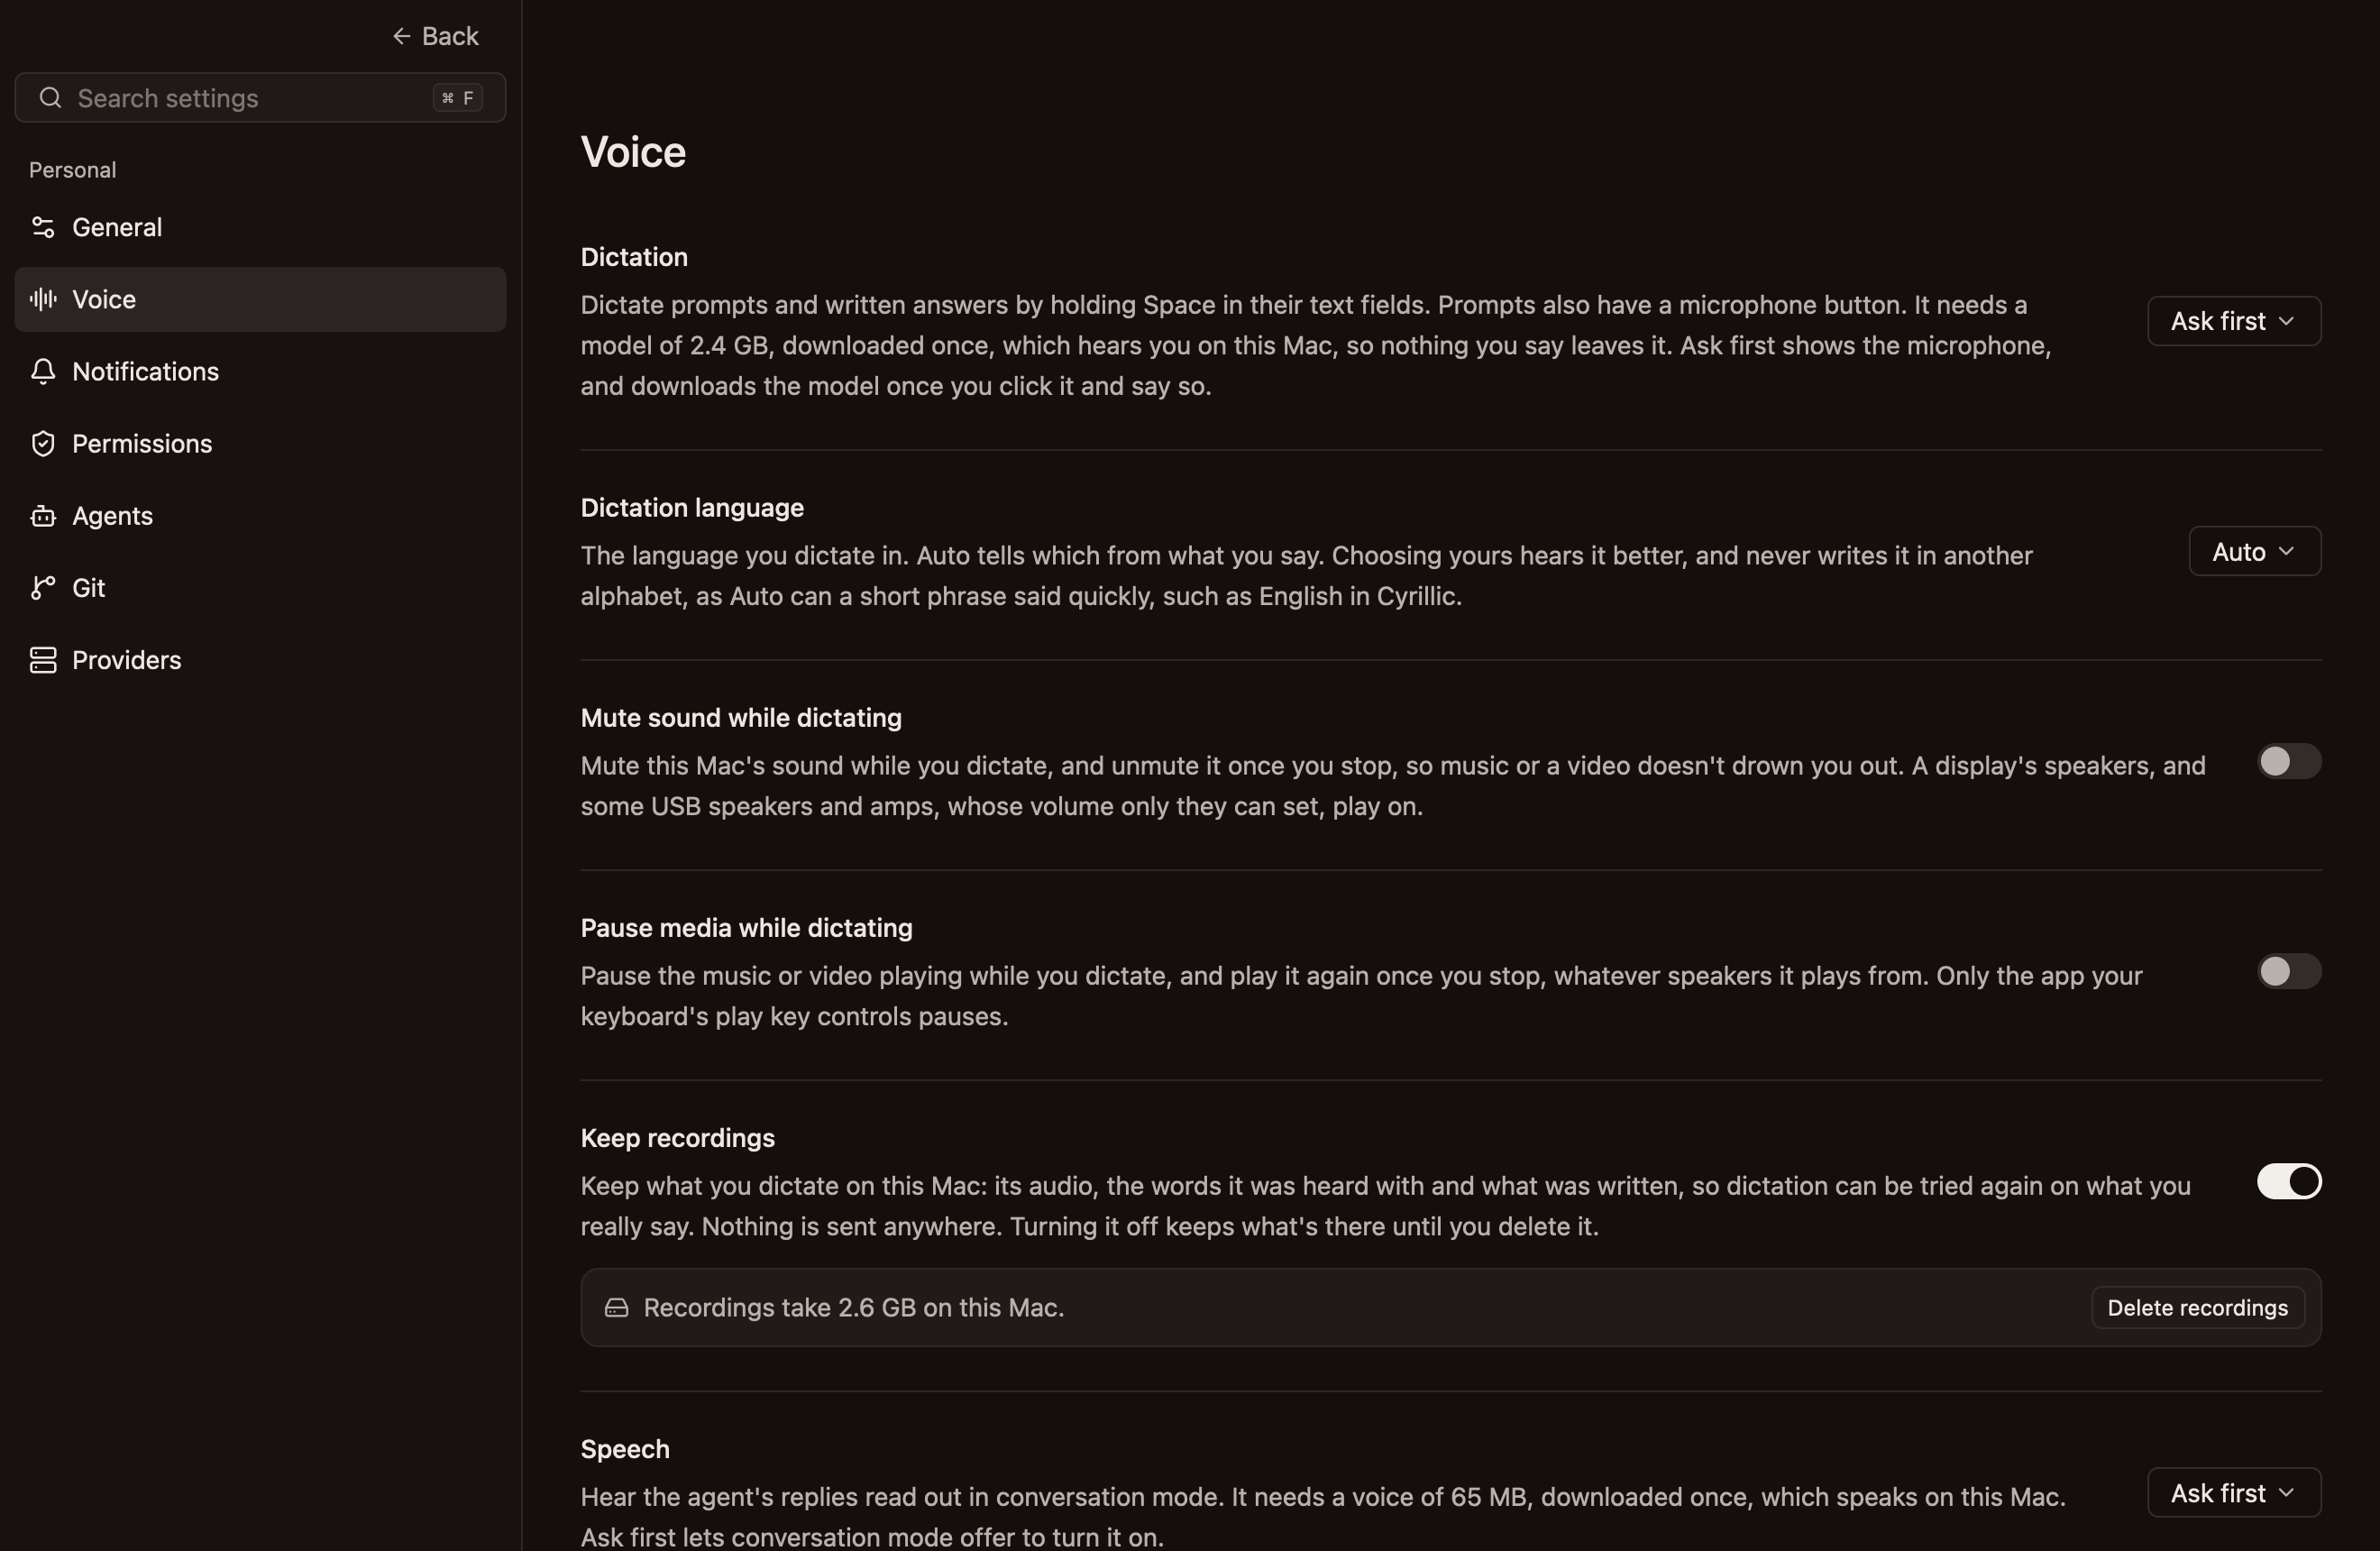 Back
Search settings
⌘ F
Personal
General
Voice
Notifications
Permissions
Agents
Git
Providers
Voice
Dictation
Dictate prompts and written answers by holding Space in their text fields. Prompts also have a microphone button. It needs a
model of 2.4 GB, downloaded once, which hears you on this Mac, so nothing you say leaves it. Ask first shows the microphone,
and downloads the model once you click it and say so.
Ask first
Dictation language
The language you dictate in. Auto tells which from what you say. Choosing yours hears it better, and never writes it in another
alphabet, as Auto can a short phrase said quickly, such as English in Cyrillic.
Auto
Mute sound while dictating
Mute this Mac's sound while you dictate, and unmute it once you stop, so music or a video doesn't drown you out. A display's speakers, and
some USB speakers and amps, whose volume only they can set, play on.
Pause media while dictating
Pause the music or video playing while you dictate, and play it again once you stop, whatever speakers it plays from. Only the app your
keyboard's play key controls pauses.
Keep recordings
Keep what you dictate on this Mac: its audio, the words it was heard with and what was written, so dictation can be tried again on what you
really say. Nothing is sent anywhere. Turning it off keeps what's there until you delete it.
Recordings take 2.6 GB on this Mac.
Delete recordings
Speech
Hear the agent's replies read out in conversation mode. It needs a voice of 65 MB, downloaded once, which speaks on this Mac.
Ask first lets conversation mode offer to turn it on.
Ask first